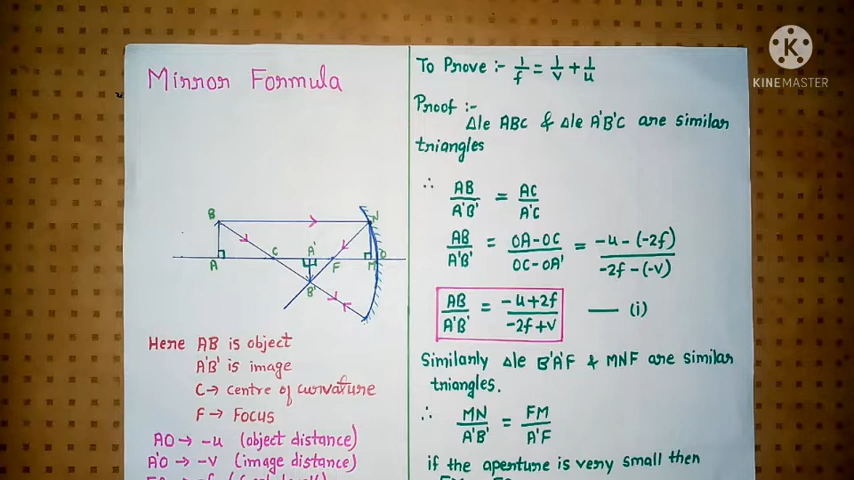 Mirror Formula
B
N
A
C
A'
F
M
O
B'
Here AB is object
A'B' is image
C→ centre of curvature
F→ Focus
AO→ -u (object distance)
A'O→ -v (image distance)
To Prove :- 1/f = 1/v + 1/u
Proof :-
Δle ABC & Δle A'B'C are similar
triangles
∴ AB/A'B' = AC/A'C
AB/A'B' = OA-OC/OC-OA' = -u-(-2f)/-2f-(-v)
AB/A'B' = -u+2f/-2f+v —— (i)
Similarly Δle B'A'F & MNF are similar
triangles.
∴ MN/A'B' = FM/A'F
if the aperture is very small then
K
KINEMASTER